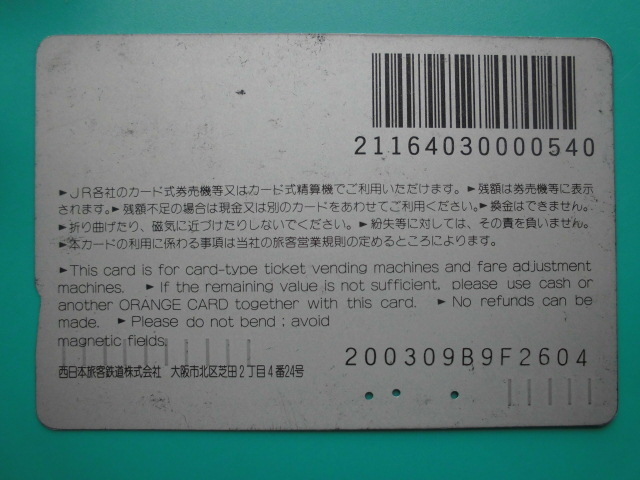 21164030000540
►JR各社のカード式券売機等又はカード式精算機でご利用いただけます。►残額は券売機等に表示
されます。►残額不足の場合は現金又は別のカードをあわせてご利用ください。►換金はできません。
►折り曲げたり、磁気に近づけたりしないでください。►紛失等に対しては、その責を負いません。
►本カードの利用に係わる事項は当社の旅客営業規則の定めるところによります。
►This card is for card-type ticket vending machines and fare adjustment
machines. ►If the remaining value is not sufficient, please use cash or
another ORANGE CARD together with this card. ►No refunds can be
made. ►Please do not bend ; avoid
magnetic fields.
200309B9F2604
西日本旅客鉄道株式会社 大阪市北区芝田2丁目4番24号